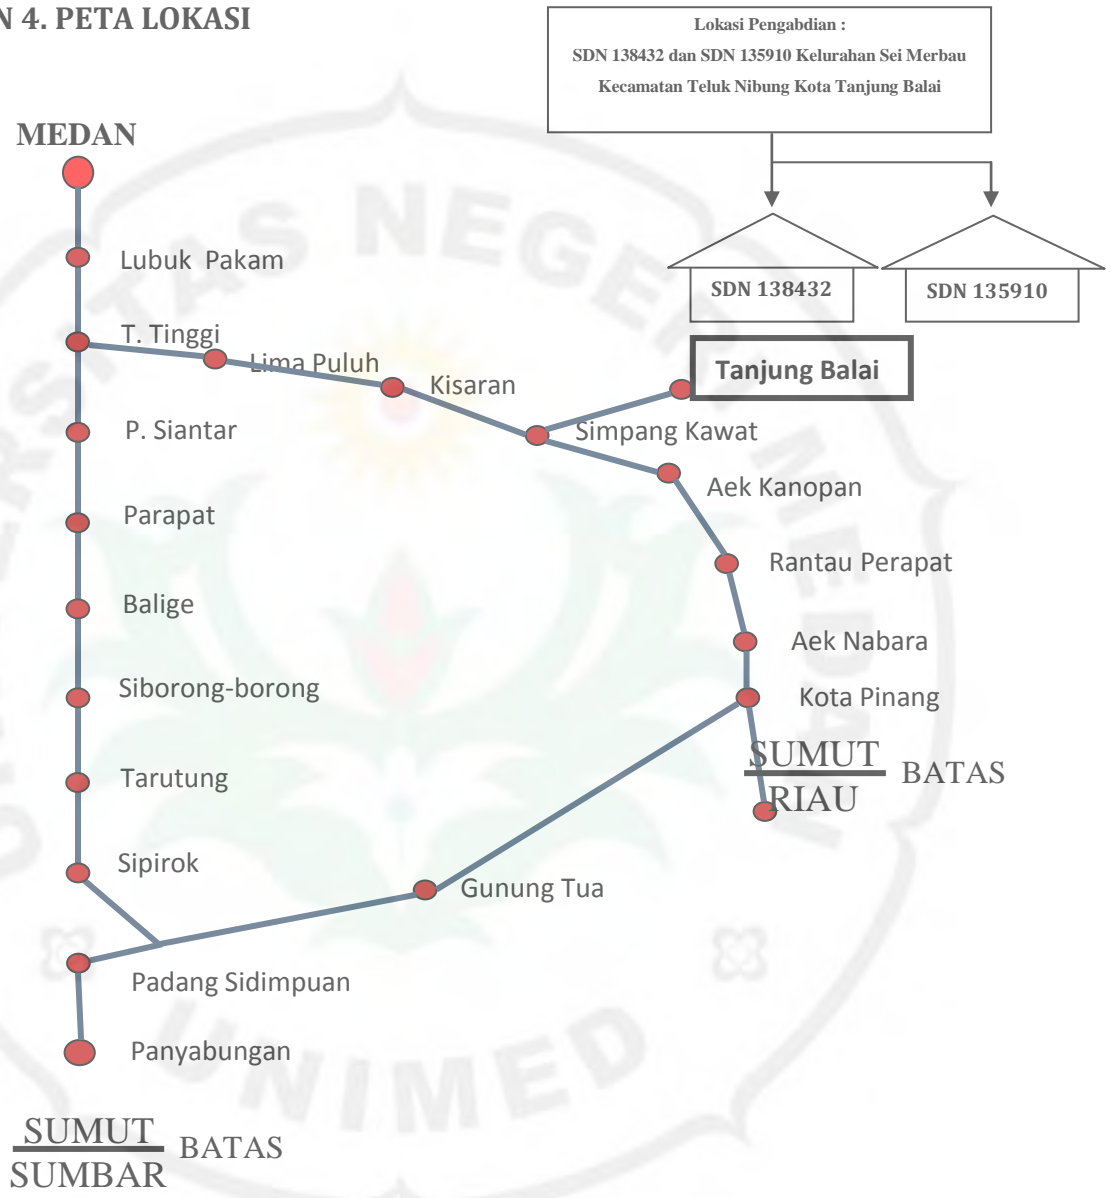 N 4. PETA LOKASI
Lokasi Pengabdian :
SDN 138432 dan SDN 135910 Kelurahan Sei Merbau
Kecamatan Teluk Nibung Kota Tanjung Balai
MEDAN
Lubuk Pakam
SDN 138432
SDN 135910
T. Tinggi
Lima Puluh
Kisaran
Tanjung Balai
P. Siantar
Simpang Kawat
Aek Kanopan
Parapat
Rantau Perapat
Balige
Aek Nabara
Siborong-borong
Kota Pinang
SUMUT
RIAU
BATAS
Tarutung
Sipirok
Gunung Tua
Padang Sidimpuan
Panyabungan
SUMUT
SUMBAR
BATAS
UNIMED